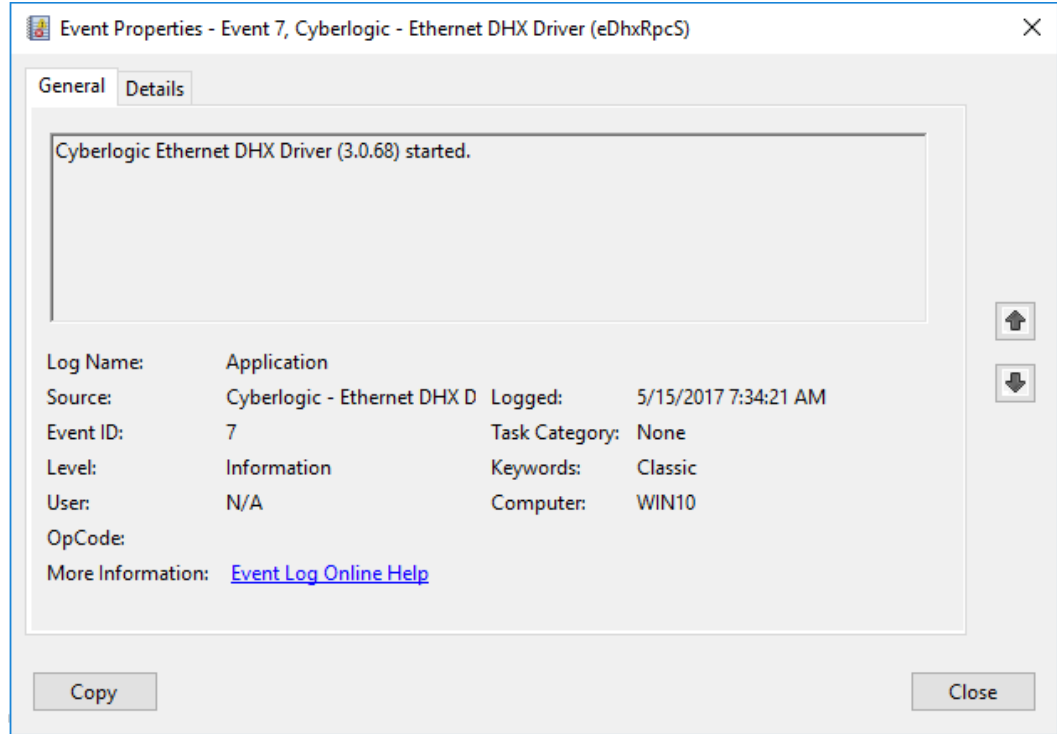 Event Properties - Event 7, Cyberlogic - Ethernet DHX Driver (eDhxRpcS)
General Details
Cyberlogic Ethernet DHX Driver (3.0.68) started.
Log Name: Application
Source: Cyberlogic - Ethernet DHX D Logged: 5/15/2017 7:34:21 AM
Event ID: 7 Task Category: None
Level: Information Keywords: Classic
User: N/A Computer: WIN10
OpCode:
More Information: Event Log Online Help
Copy Close